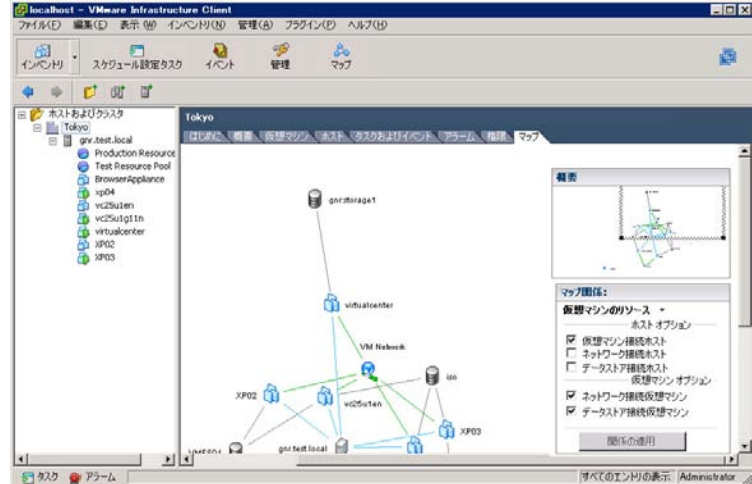 localhost - VMware Infrastructure Client
ファイル(F) 編集(E) 表示(W) インベントリ(N) 管理(A) プラグイン(P) ヘルプ(H)
インベントリ スケジュール設定タスク イベント 管理 マップ
ホストおよびクラスタ
Tokyo
gnr.test.local
Production Resource
Test Resource Pool
BrowserAppliance
xp04
vc25u1en
vc25u1g11n
virtualcenter
XP02
XP03
Tokyo
はじめに 概要 仮想マシン ホスト タスクおよびイベント アラーム 権限 マップ
gnr:storage1
virtualcenter
VM Network
iso
XP02
vc25u1en
XP03
gnr.test.local
概要
マップ関係:
仮想マシンのリソース
ホスト オプション
仮想マシン接続ホスト
ネットワーク接続ホスト
データストア接続ホスト
仮想マシン オプション
ネットワーク接続仮想マシン
データストア接続仮想マシン
関係の適用
タスク アラーム
すべてのエントリの表示 Administrator